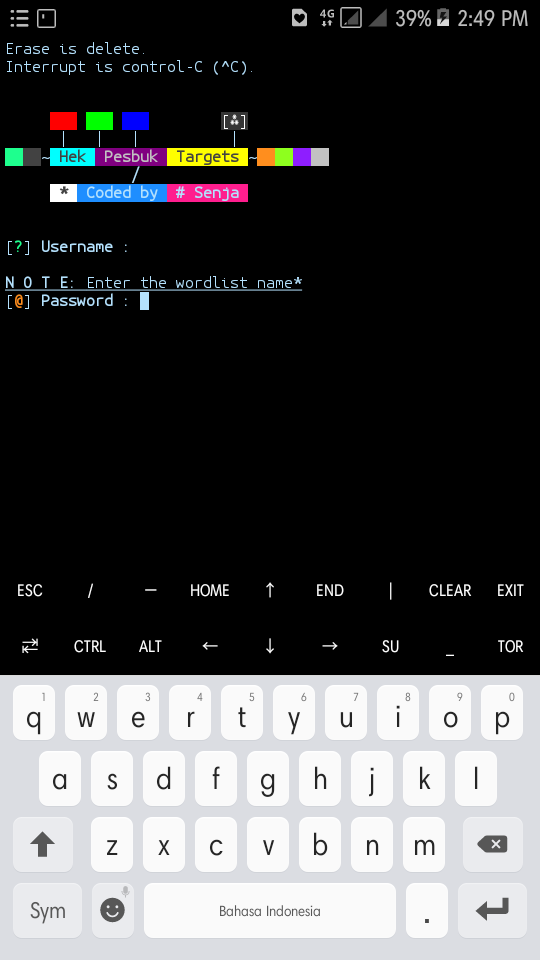 4G 39% 2:49 PM
Erase is delete.
Interrupt is control-C (^C).
~ Hek Pesbuk Targets ~
* Coded by # Senja
[?] Username :
N O T E: Enter the wordlist name*
[@] Password :
ESC / — HOME ↑ END | CLEAR EXIT
CTRL ALT ← ↓ → SU _ TOR
1 2 3 4 5 6 7 8 9 0
q w e r t y u i o p
a s d f g h j k l
z x c v b n m
Sym Bahasa Indonesia .